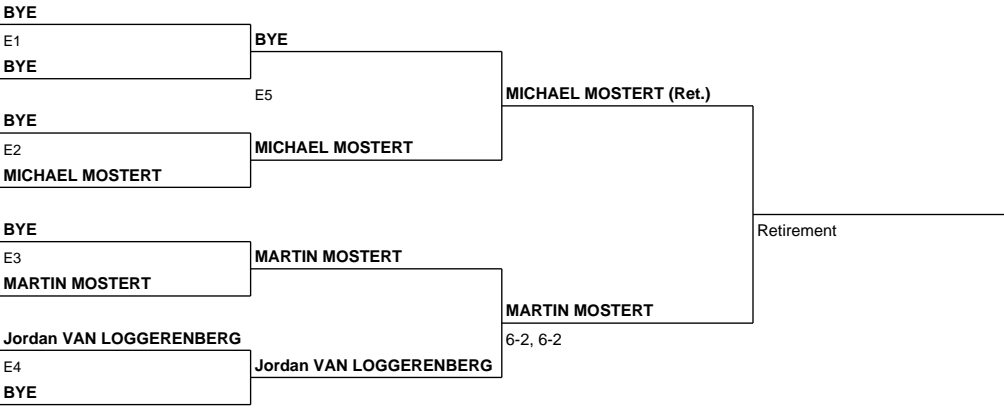 BYE
E1
BYE
BYE
E5
MICHAEL MOSTERT (Ret.)
BYE
E2
MICHAEL MOSTERT
MICHAEL MOSTERT
BYE
Retirement
E3
MARTIN MOSTERT
MARTIN MOSTERT
MARTIN MOSTERT
Jordan VAN LOGGERENBERG
6-2, 6-2
E4
Jordan VAN LOGGERENBERG
BYE